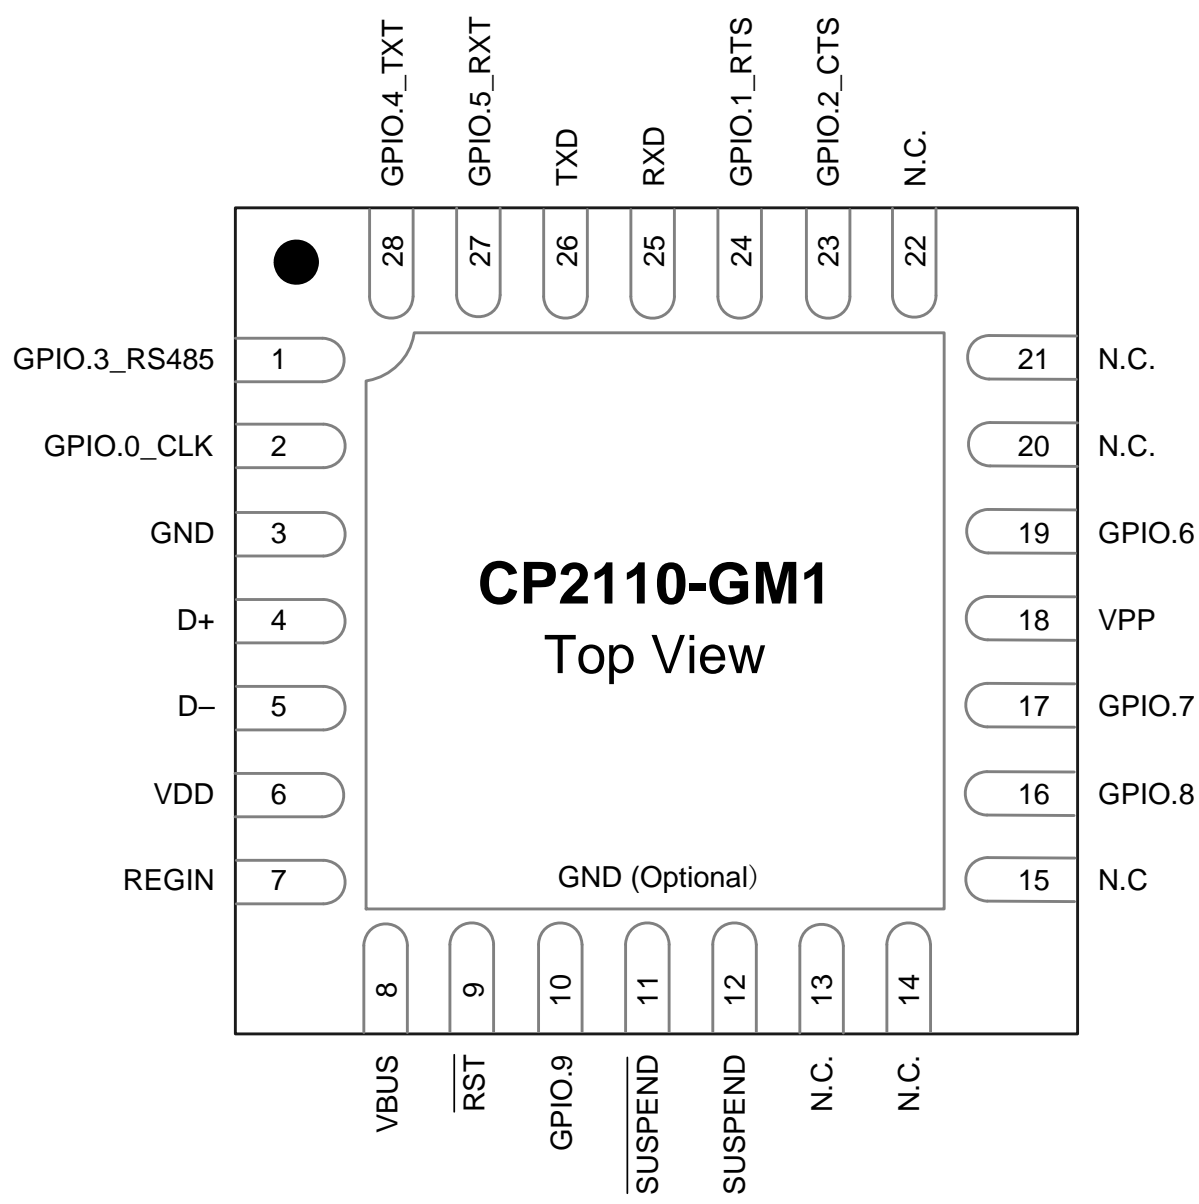 GPIO.4_TXT
GPIO.5_RXT
TXD
RXD
GPIO.1_RTS
GPIO.2_CTS
N.C.
28
27
26
25
24
23
22
GPIO.3_RS485
1
21
N.C.
GPIO.0_CLK
2
20
N.C.
GND
3
19
GPIO.6
D+
4
18
VPP
D–
5
17
GPIO.7
VDD
6
16
GPIO.8
REGIN
7
15
N.C
CP2110-GM1
Top View
GND (Optional)
8
9
10
11
12
13
14
VBUS
RST
GPIO.9
SUSPEND
SUSPEND
N.C.
N.C.